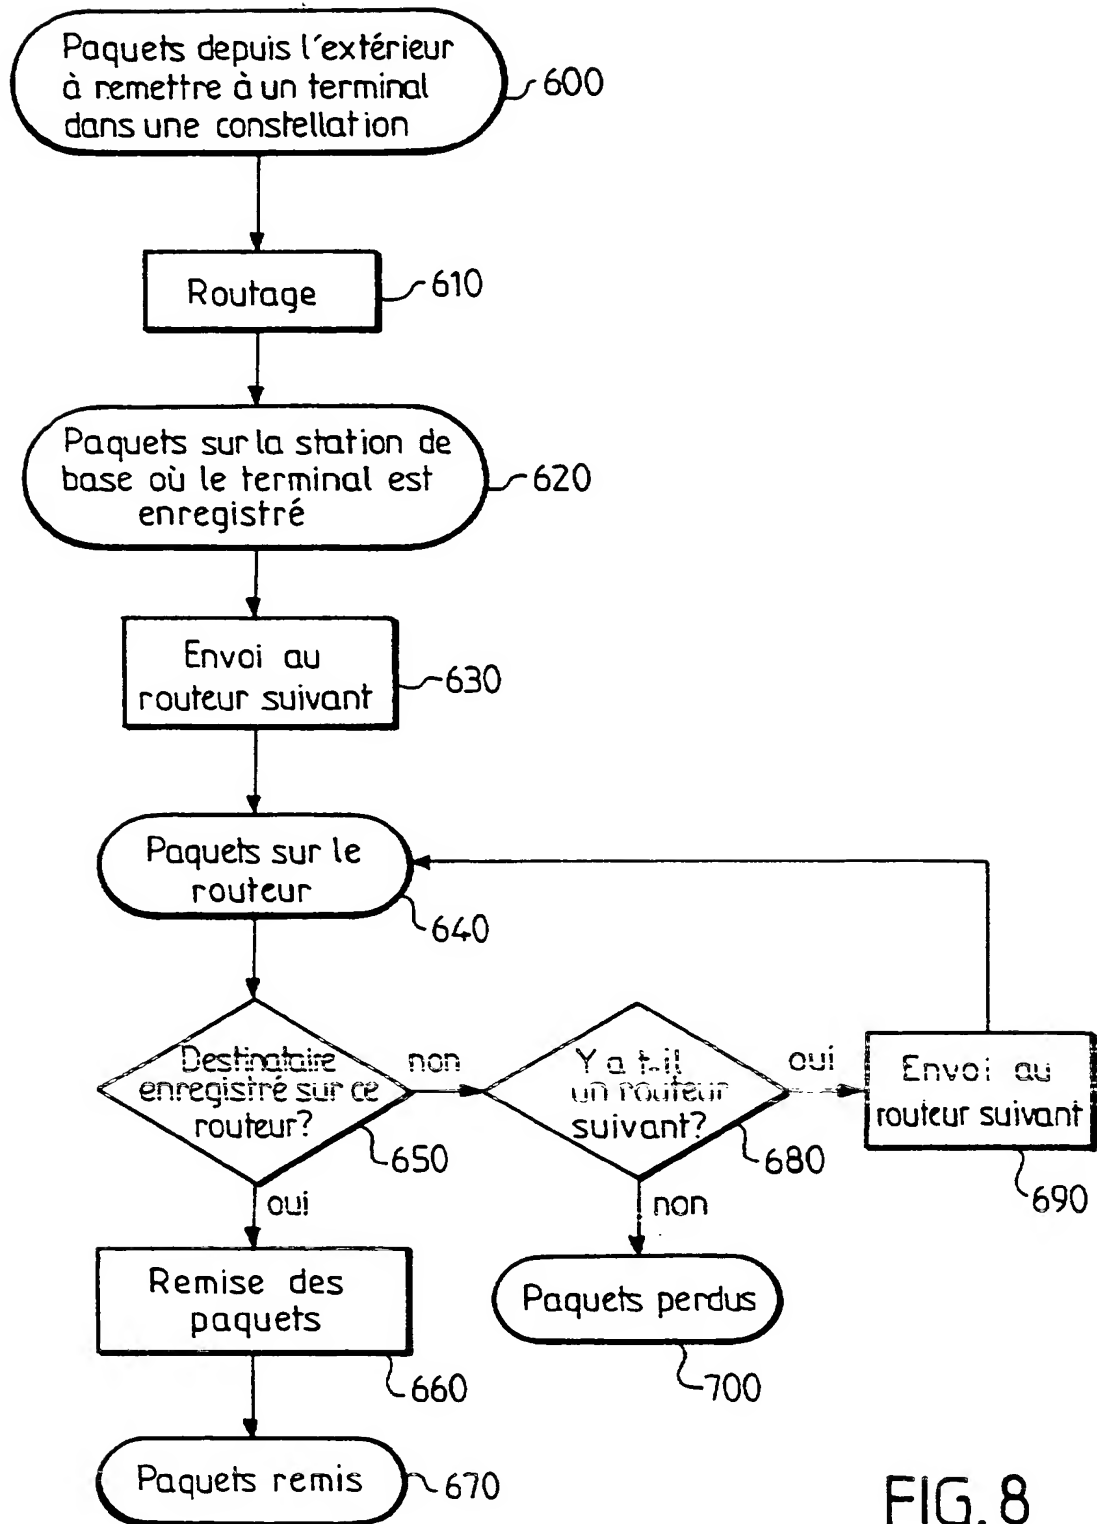 Paquets depuis l'extérieur
à remettre à un terminal
dans une constellation
600
Routage
610
Paquets sur la station de
base où le terminal est
enregistré
620
Envoi au
routeur suivant
630
Paquets sur le
routeur
640
Destinataire
enregistré sur ce
routeur?
650
non
Y a t-il
un routeur
suivant?
680
oui
Envoi au
routeur suivant
690
oui
non
Remise des
paquets
660
Paquets perdus
700
Paquets remis
670
FIG. 8